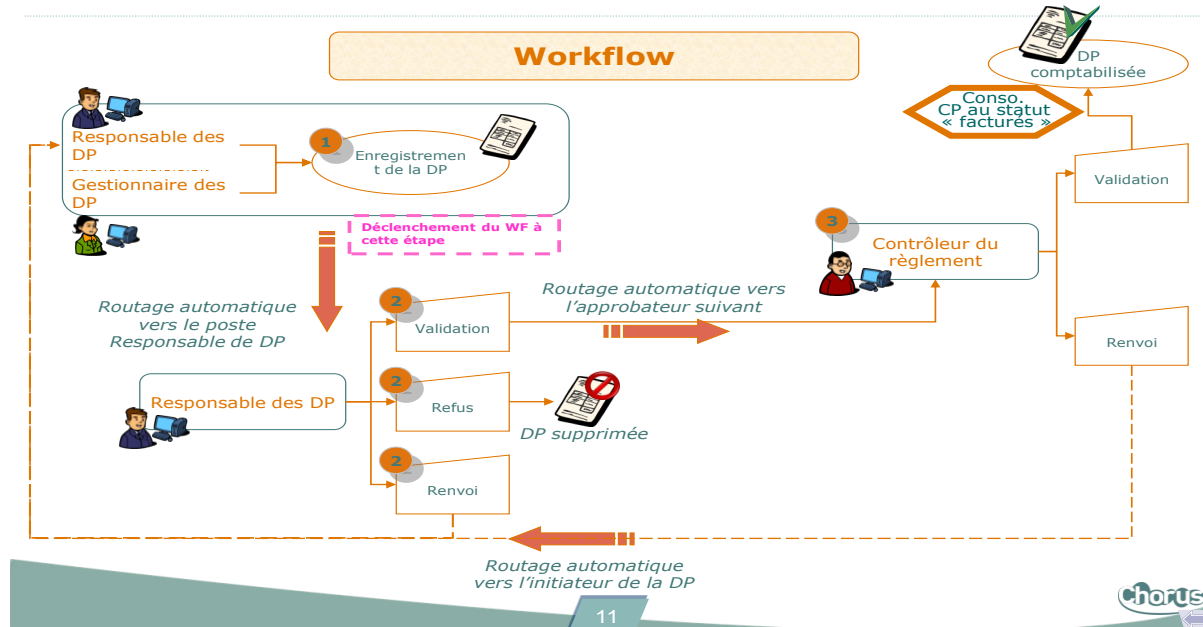 Workflow
DP
comptabilisée
Conso.
CP au statut
« facturés »
Responsable des
DP
Gestionnaire des
DP
1
Enregistremen
t de la DP
Déclenchement du WF à
cette étape
Validation
3
Contrôleur du
règlement
Routage automatique
vers le poste
Responsable de DP
2
Validation
Routage automatique vers
l'approbateur suivant
Renvoi
Responsable des DP
2
Refus
DP supprimée
2
Renvoi
Routage automatique
vers l'initiateur de la DP
11
Chorus